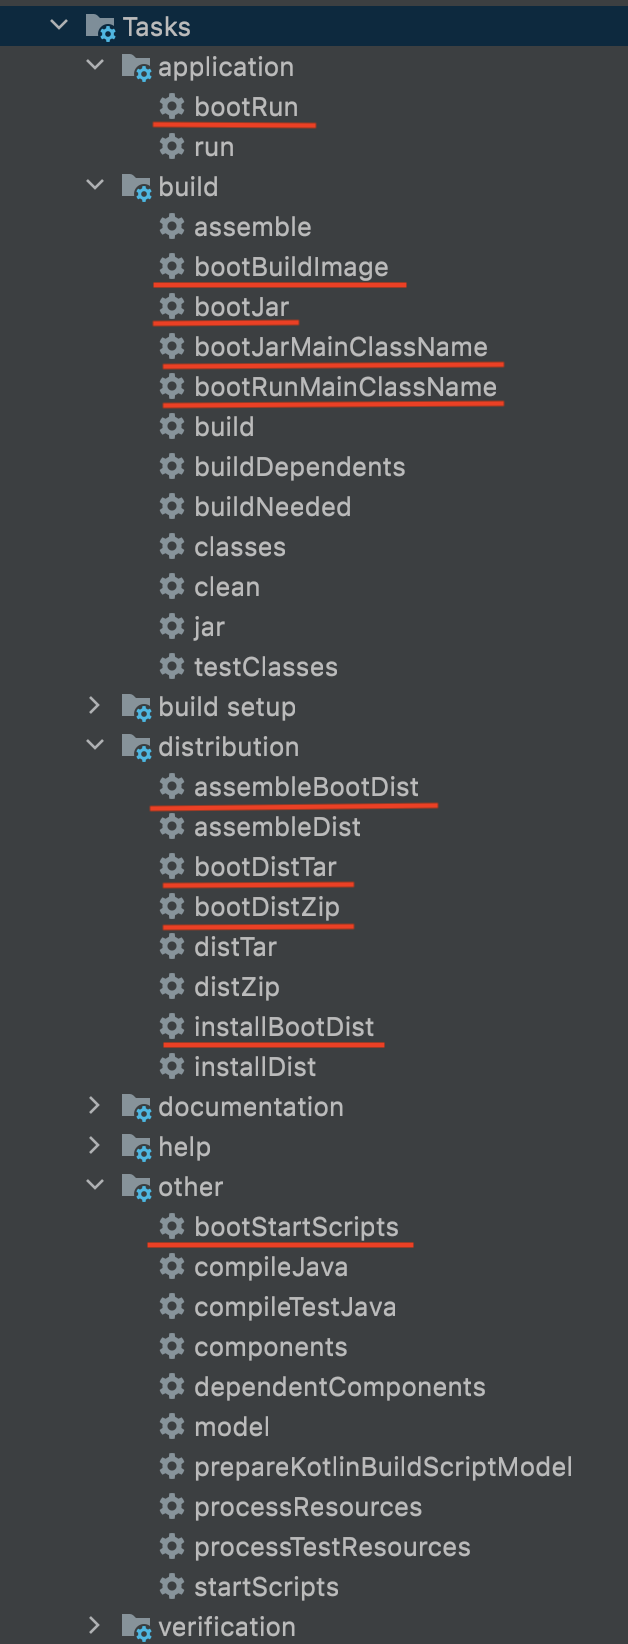 Tasks
application
bootRun
run
build
assemble
bootBuildImage
bootJar
bootJarMainClassName
bootRunMainClassName
build
buildDependents
buildNeeded
classes
clean
jar
testClasses
build setup
distribution
assembleBootDist
assembleDist
bootDistTar
bootDistZip
distTar
distZip
installBootDist
installDist
documentation
help
other
bootStartScripts
compileJava
compileTestJava
components
dependentComponents
model
prepareKotlinBuildScriptModel
processResources
processTestResources
startScripts
verification